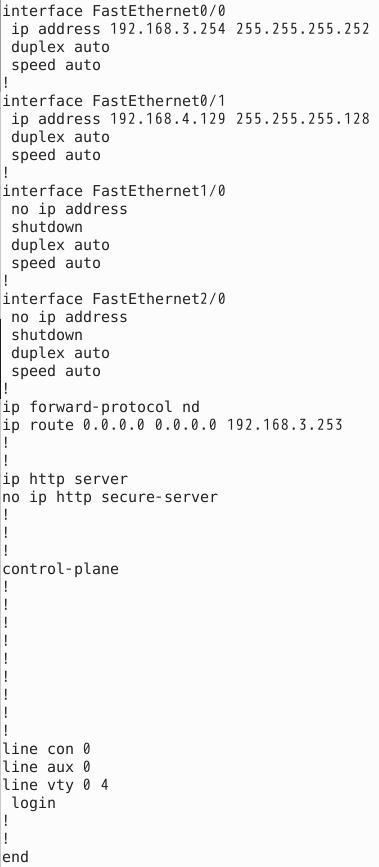 interface FastEthernet0/0
 ip address 192.168.3.254 255.255.255.252
 duplex auto
 speed auto
!
interface FastEthernet0/1
 ip address 192.168.4.129 255.255.255.128
 duplex auto
 speed auto
!
interface FastEthernet1/0
 no ip address
 shutdown
 duplex auto
 speed auto
!
interface FastEthernet2/0
 no ip address
 shutdown
 duplex auto
 speed auto
!
ip forward-protocol nd
ip route 0.0.0.0 0.0.0.0 192.168.3.253
!
!
ip http server
no ip http secure-server
!
!
!
control-plane
!
!
!
!
!
!
!
!
!
line con 0
line aux 0
line vty 0 4
 login
!
!
end